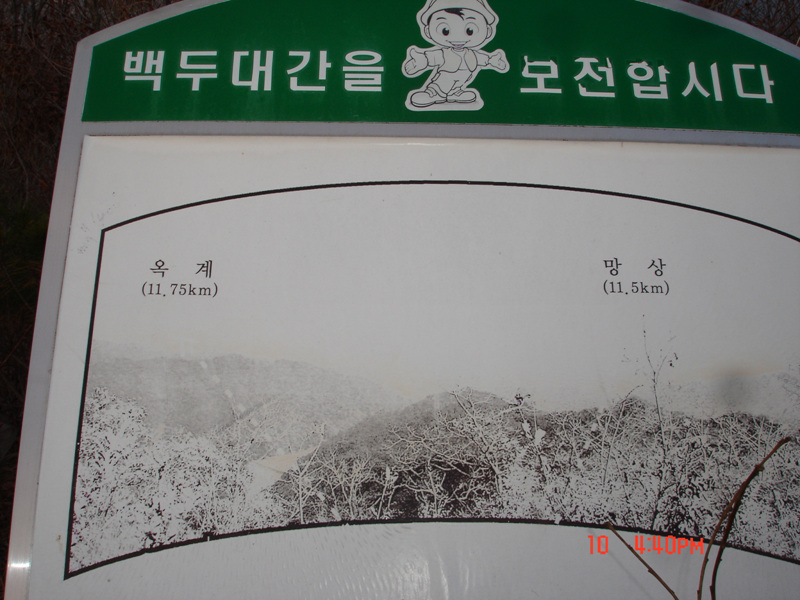 백두대간을 보전합시다
옥 계
(11.75km)
망 상
(11.5km)
10 4:40PM